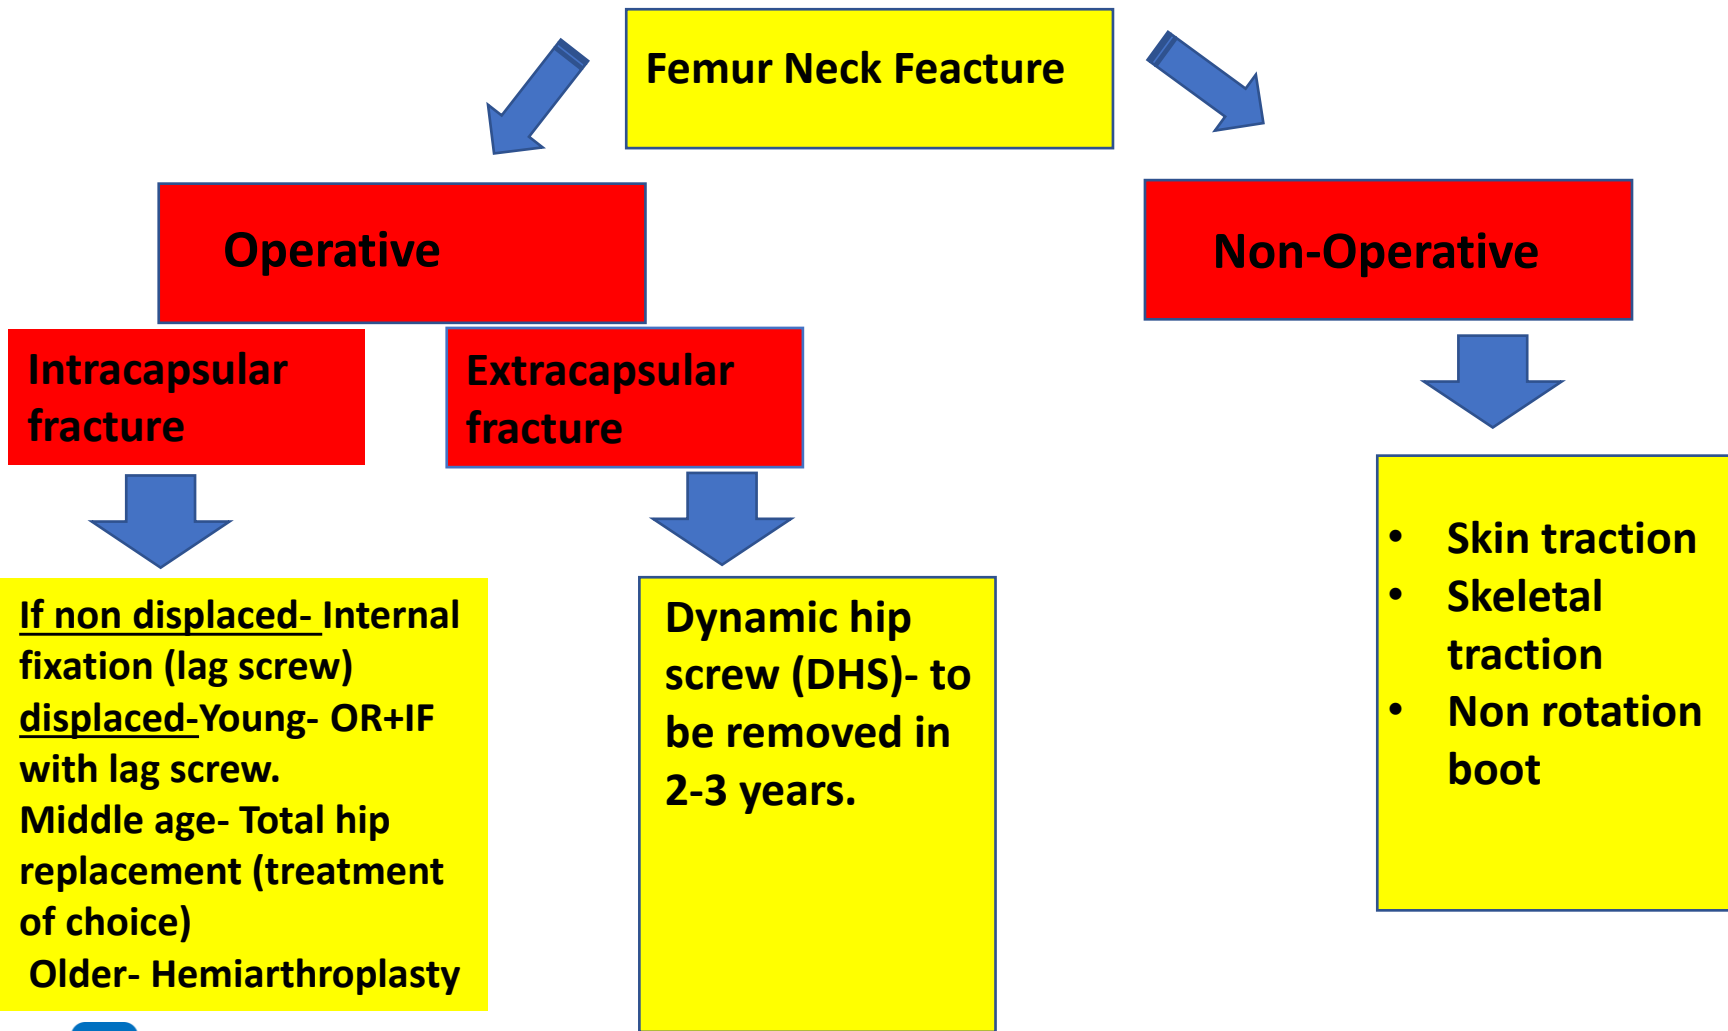 Femur Neck Feacture
Operative
Non-Operative
Intracapsular
fracture
Extracapsular
fracture
If non displaced- Internal
fixation (lag screw)
displaced-Young- OR+IF
with lag screw.
Middle age- Total hip
replacement (treatment
of choice)
Older- Hemiarthroplasty
Dynamic hip
screw (DHS)- to
be removed in
2-3 years.
• Skin traction
• Skeletal
traction
• Non rotation
boot